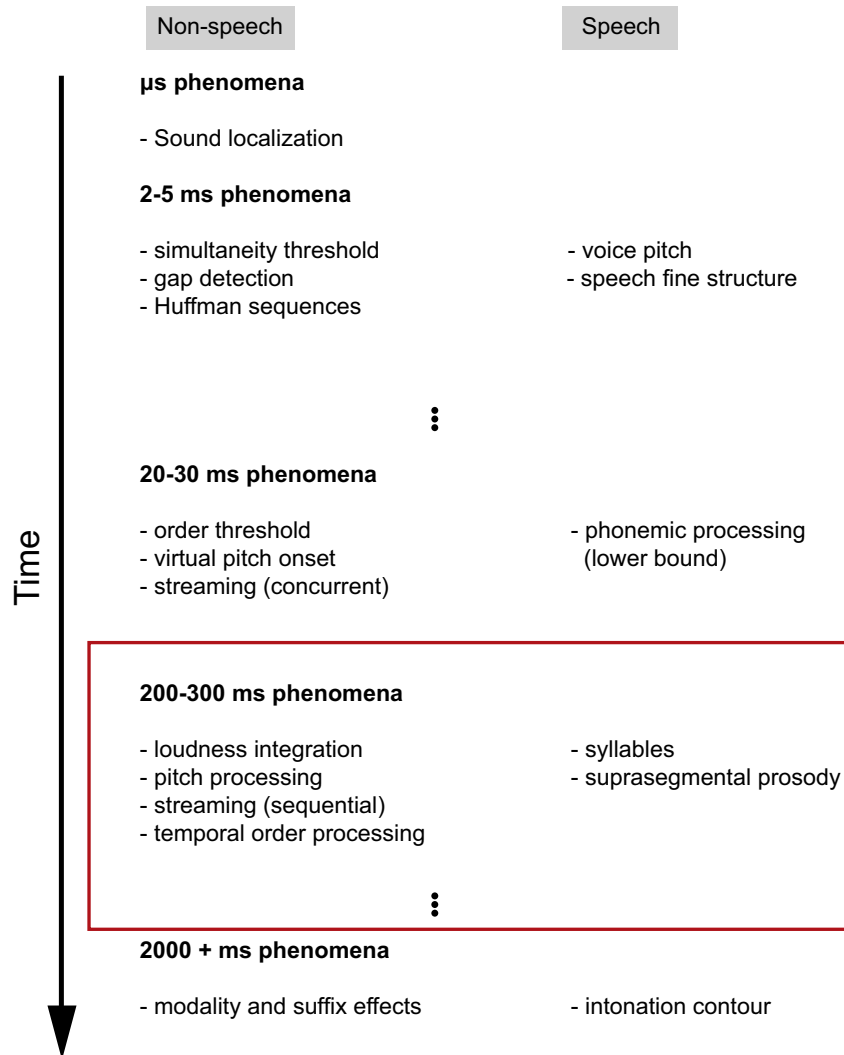 Non-speech Speech
µs phenomena
- Sound localization
2-5 ms phenomena
- simultaneity threshold - voice pitch
- gap detection - speech fine structure
- Huffman sequences
20-30 ms phenomena
- order threshold - phonemic processing
- virtual pitch onset (lower bound)
- streaming (concurrent)
Time
200-300 ms phenomena
- loudness integration - syllables
- pitch processing - suprasegmental prosody
- streaming (sequential)
- temporal order processing
2000 + ms phenomena
- modality and suffix effects - intonation contour